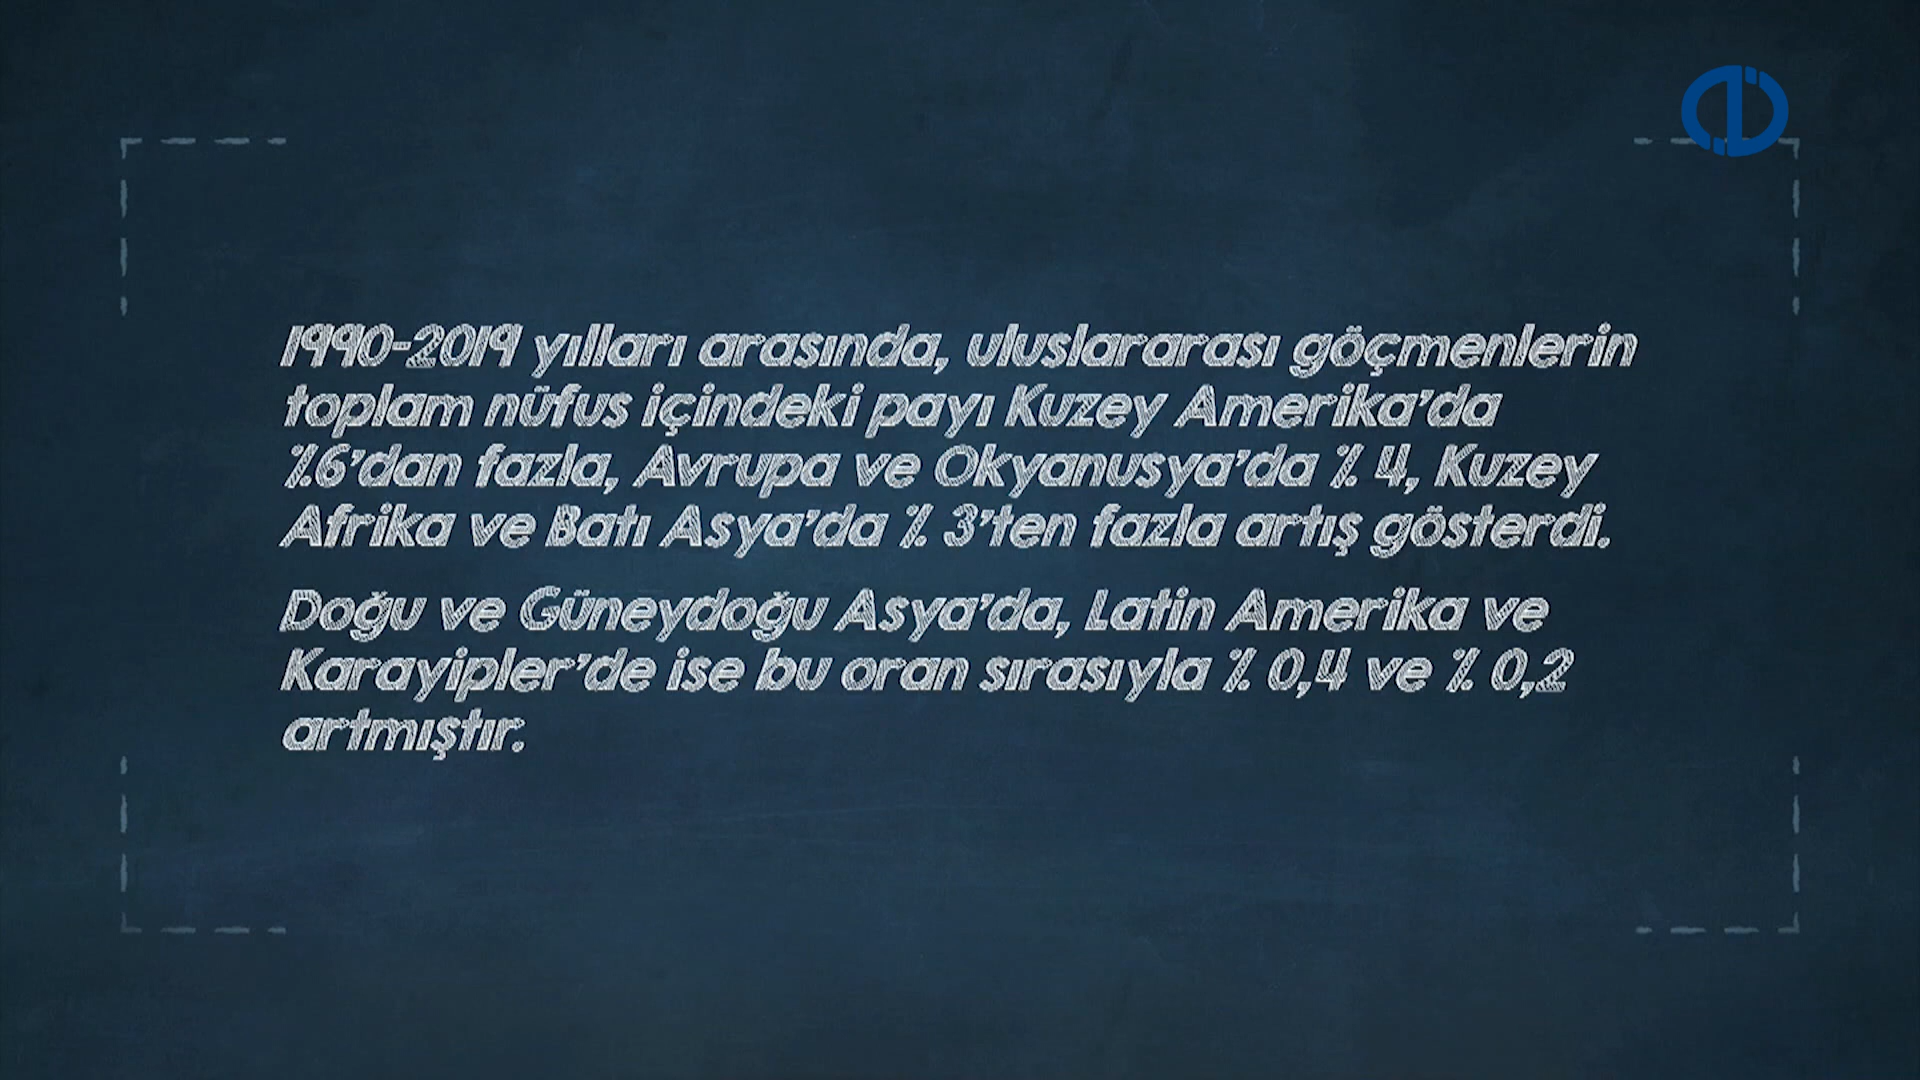 1990-2019 yılları arasında, uluslararası göçmenlerin
toplam nüfus içindeki payı Kuzey Amerika'da
%6'dan fazla, Avrupa ve Okyanusya'da % 4, Kuzey
Afrika ve Batı Asya'da % 3'ten fazla artış gösterdi.
Doğu ve Güneydoğu Asya'da, Latin Amerika ve
Karayipler'de ise bu oran sırasıyla % 0,4 ve % 0,2
artmıştır.